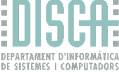 DISCA
DEPARTAMENT D'INFORMÀTICA
DE SISTEMES I COMPUTADORS